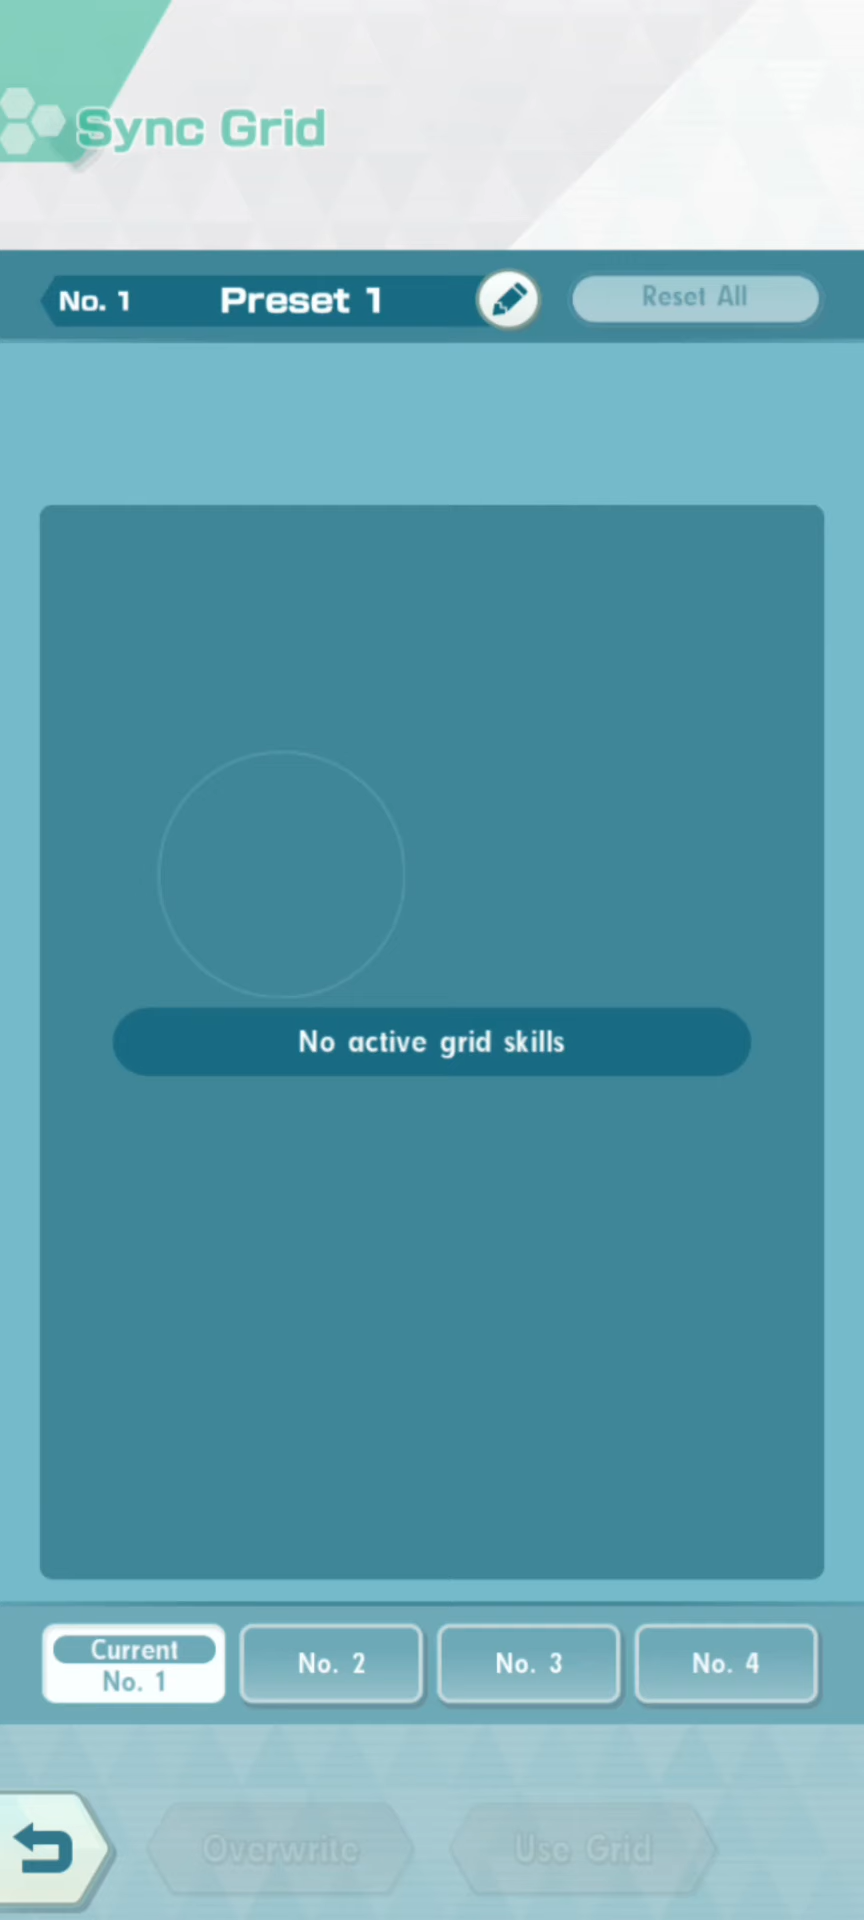 Sync Grid
No. 1 Preset 1 Reset All
No active grid skills
Current
No. 1
No. 2
No. 3
No. 4
Overwrite
Use Grid